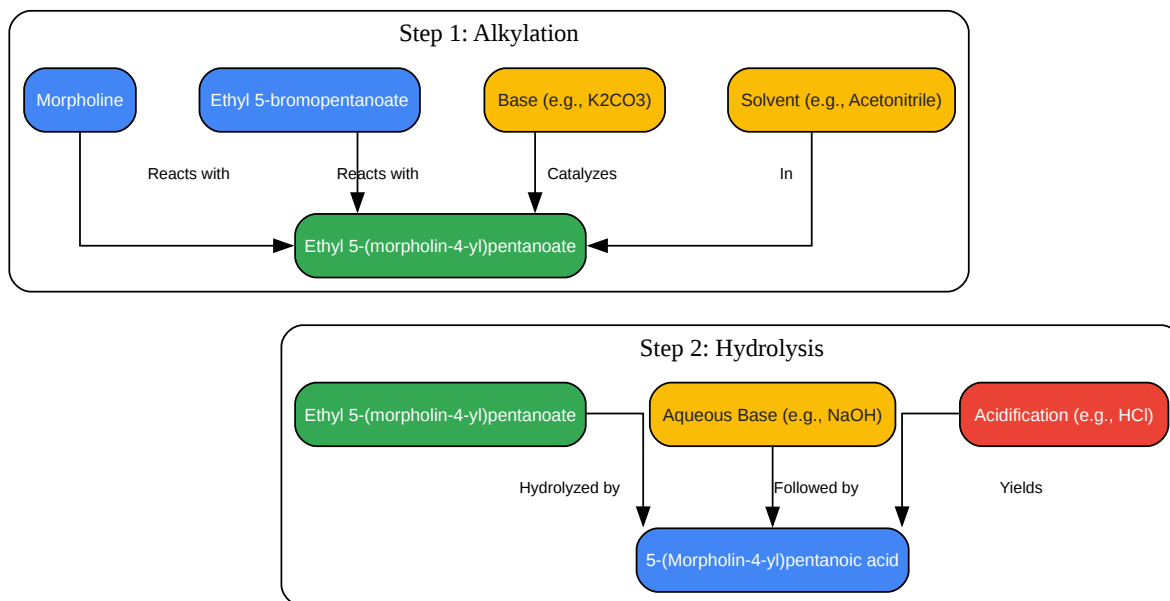 Step 1: Alkylation
Morpholine
Ethyl 5-bromopentanoate
Base (e.g., K2CO3)
Solvent (e.g., Acetonitrile)
Reacts with
Reacts with
Catalyzes
In
Ethyl 5-(morpholin-4-yl)pentanoate
Step 2: Hydrolysis
Ethyl 5-(morpholin-4-yl)pentanoate
Aqueous Base (e.g., NaOH)
Acidification (e.g., HCl)
Hydrolyzed by
Followed by
Yields
5-(Morpholin-4-yl)pentanoic acid